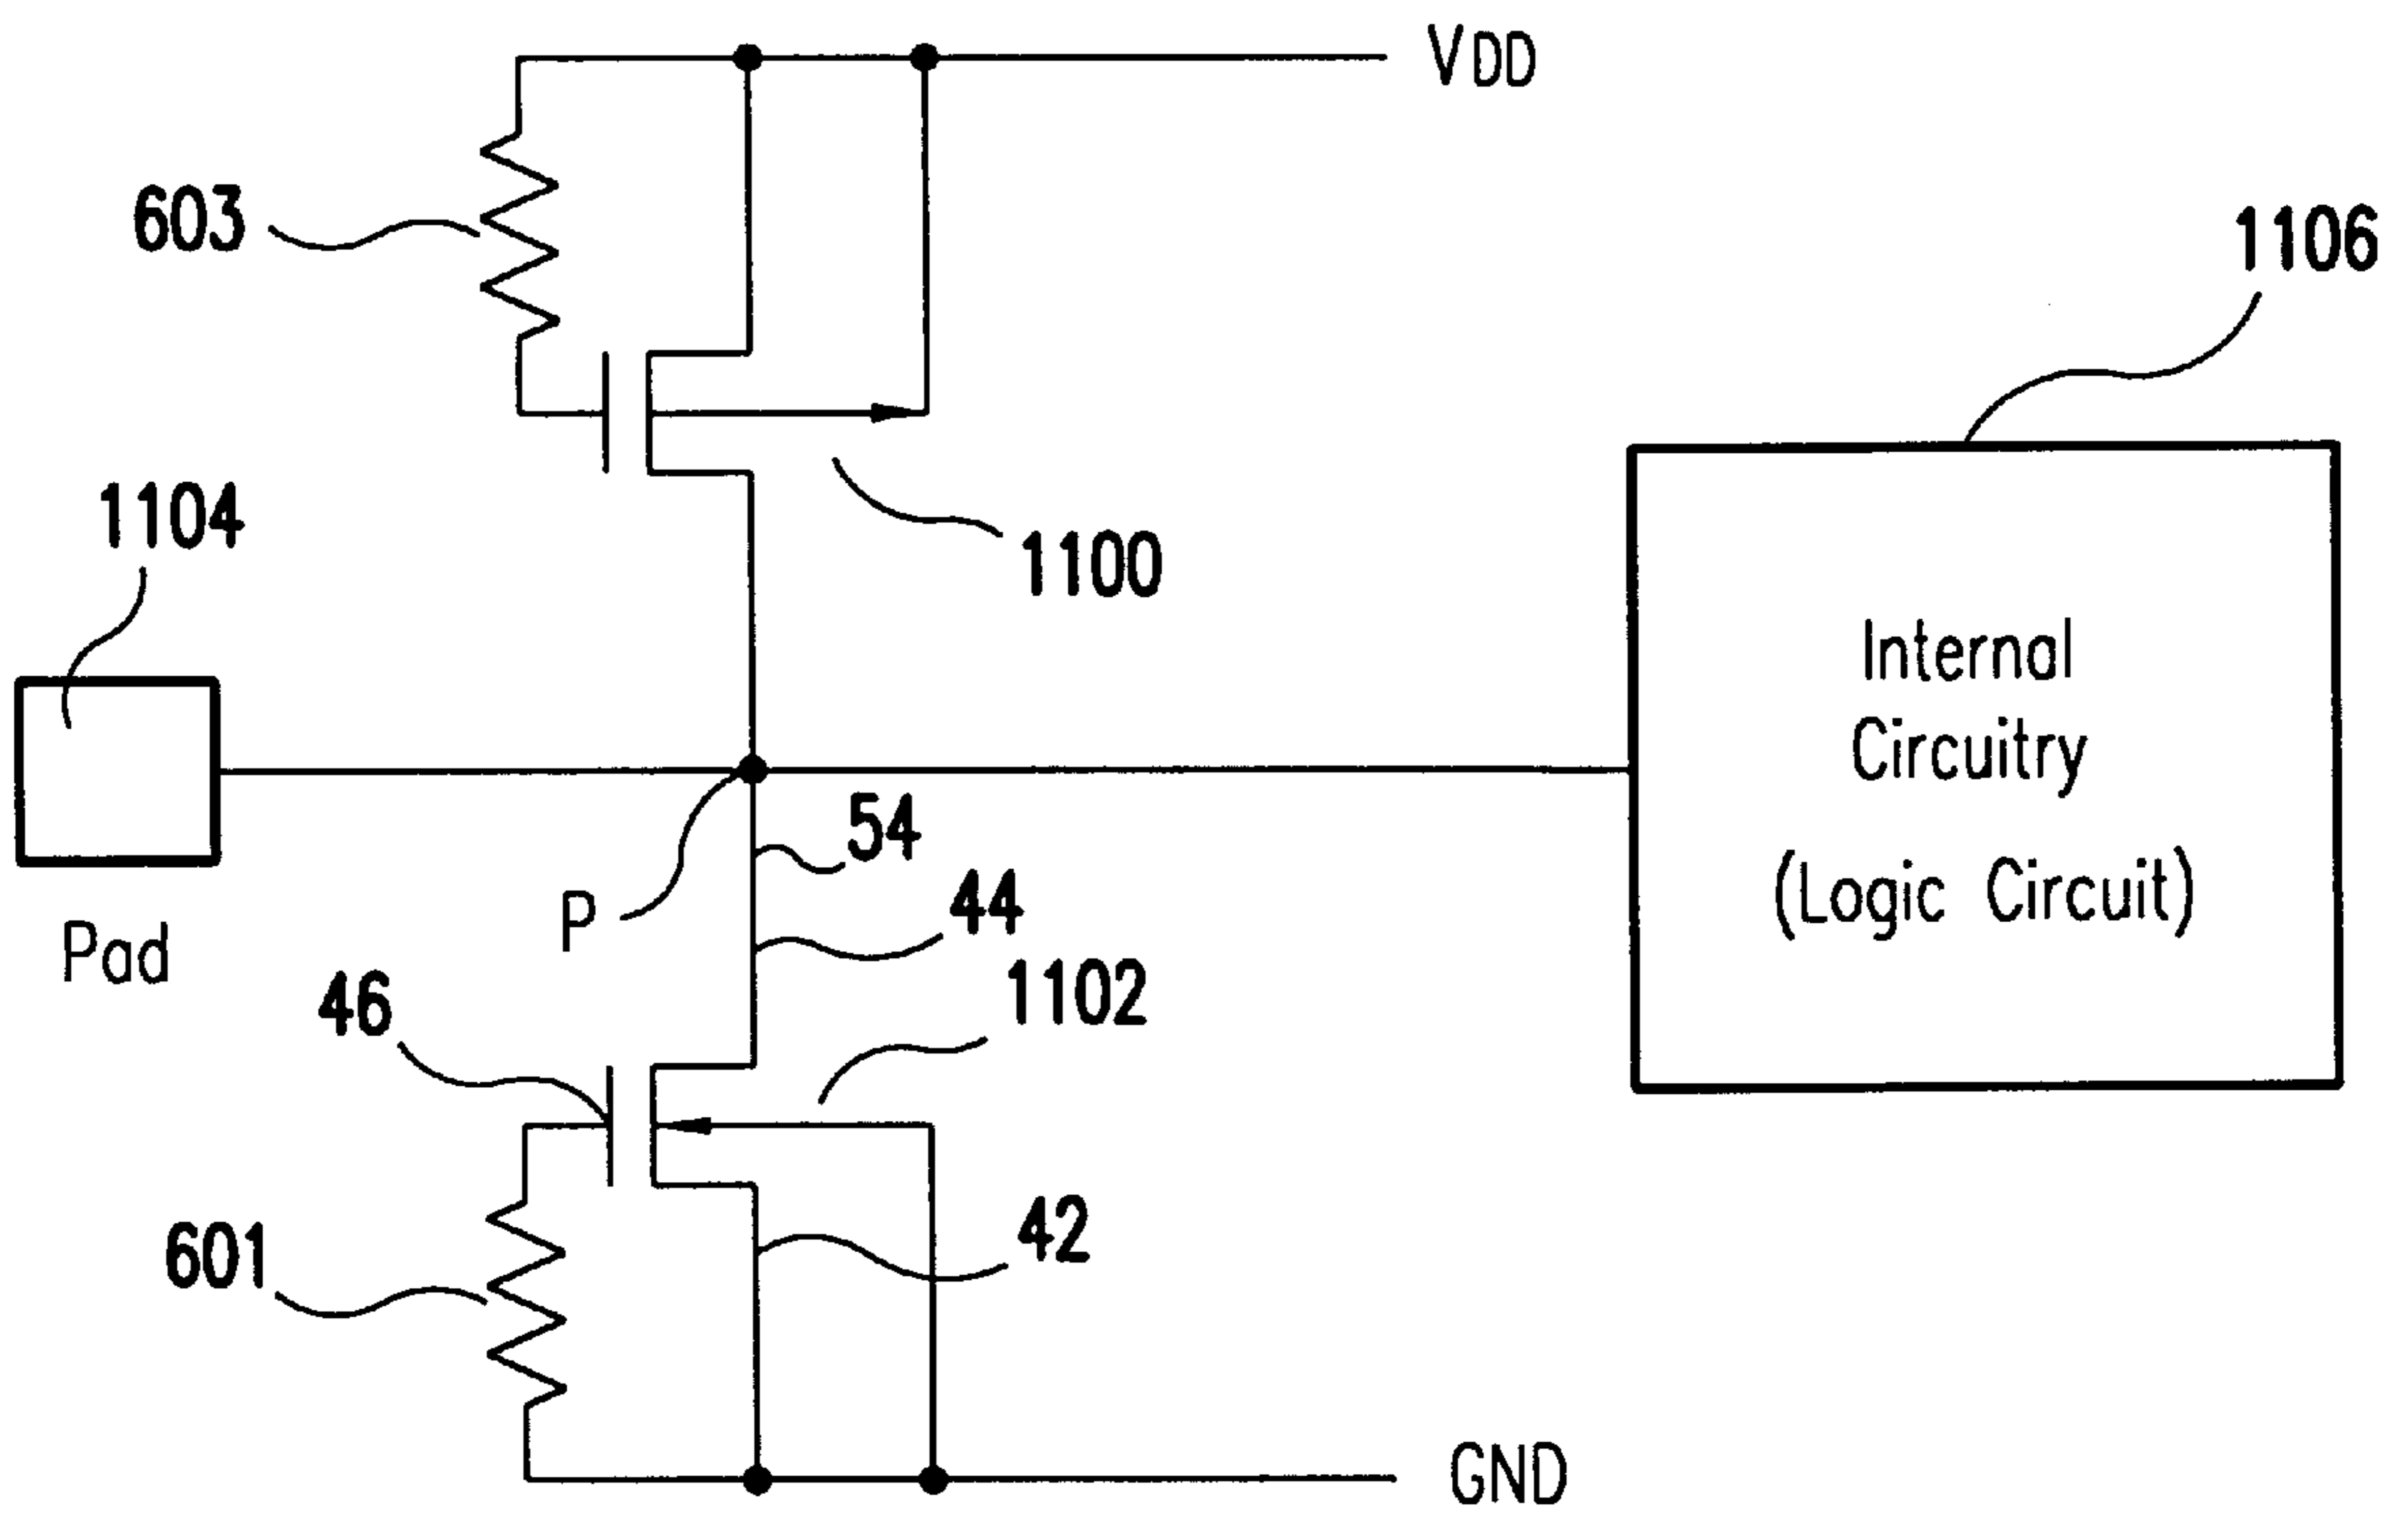 VDD
603
1106
1104
1100
Internal
Circuitry
(Logic Circuit)
54
P
44
Pad
46
1102
42
601
GND